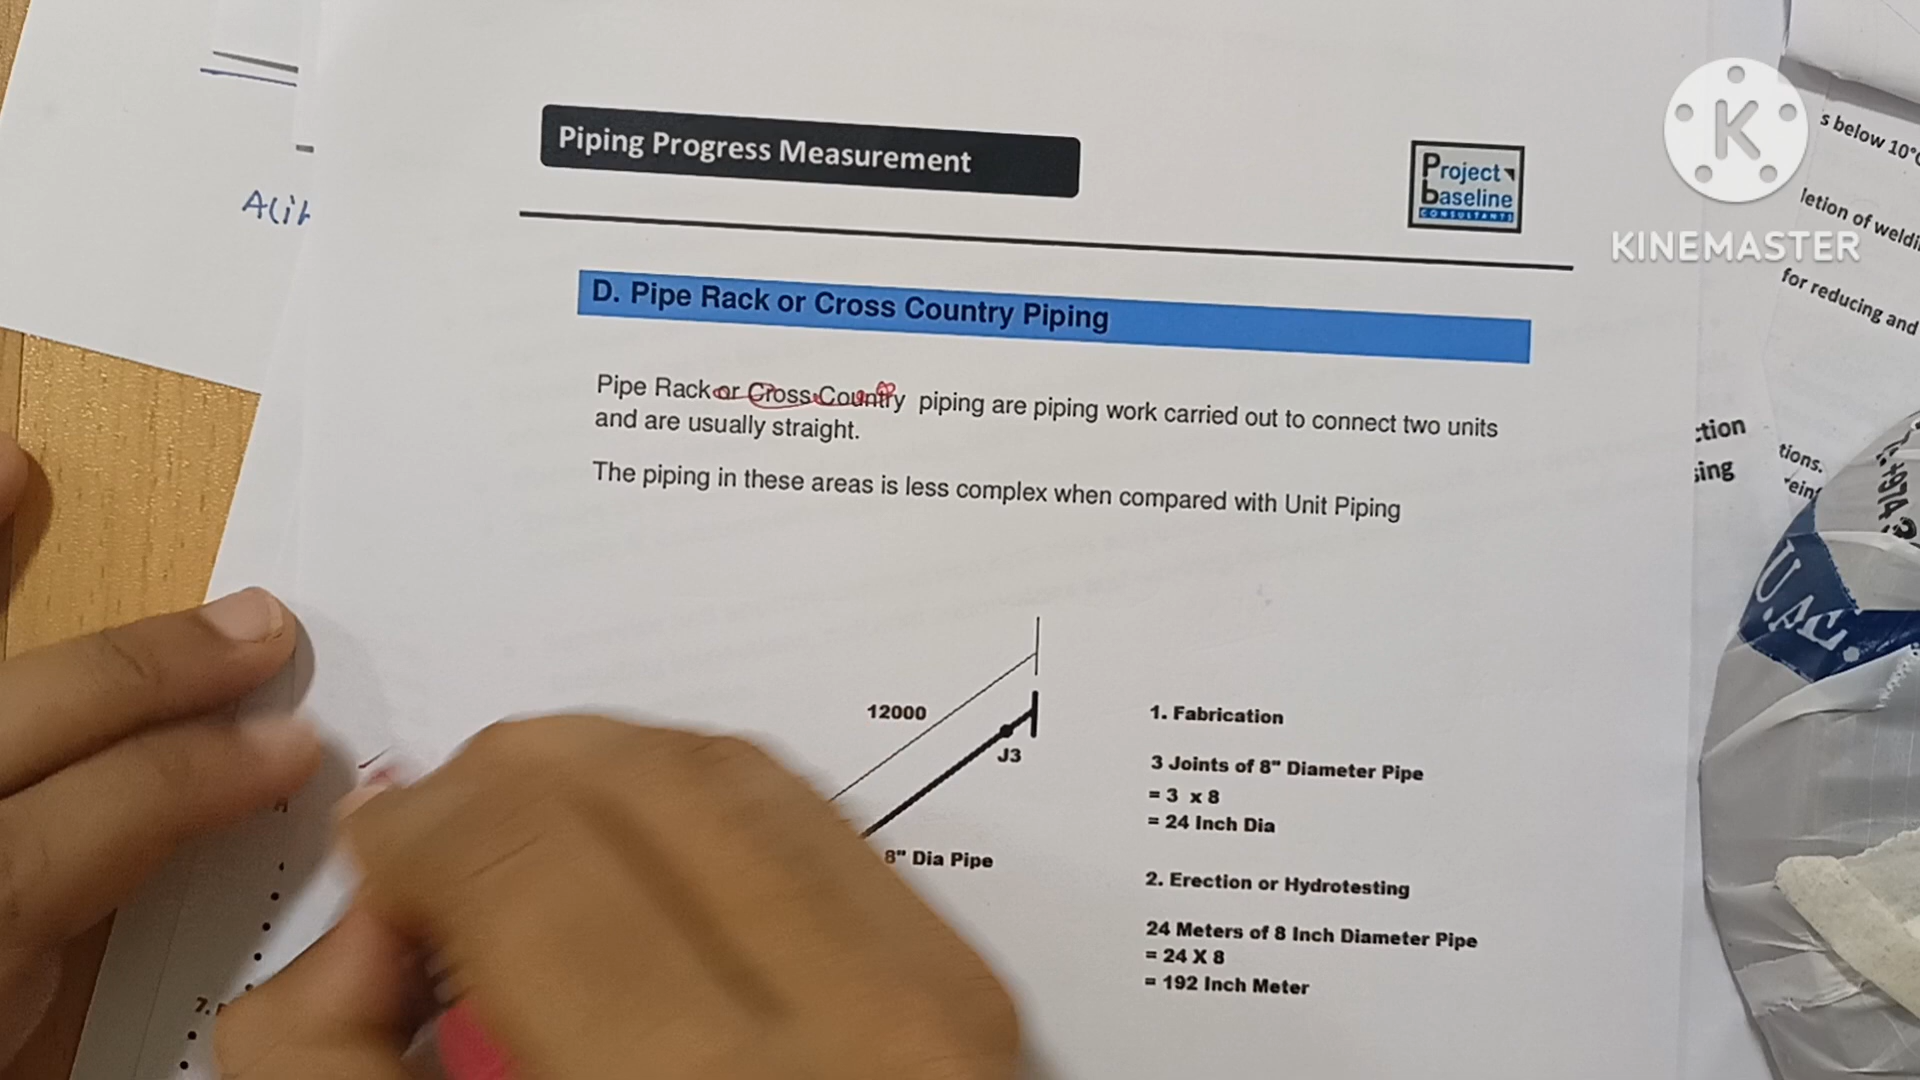 Piping Progress Measurement
Project
baseline
CONSULTANTS
KINEMASTER
D. Pipe Rack or Cross Country Piping
Pipe Rack or Cross Country piping are piping work carried out to connect two units
and are usually straight.
The piping in these areas is less complex when compared with Unit Piping
12000
J3
8" Dia Pipe
1. Fabrication
3 Joints of 8" Diameter Pipe
= 3 x 8
= 24 Inch Dia
2. Erection or Hydrotesting
24 Meters of 8 Inch Diameter Pipe
= 24 X 8
= 192 Inch Meter
s below 10°
letion of weldi
for reducing and
tions.
U.AE.
7.